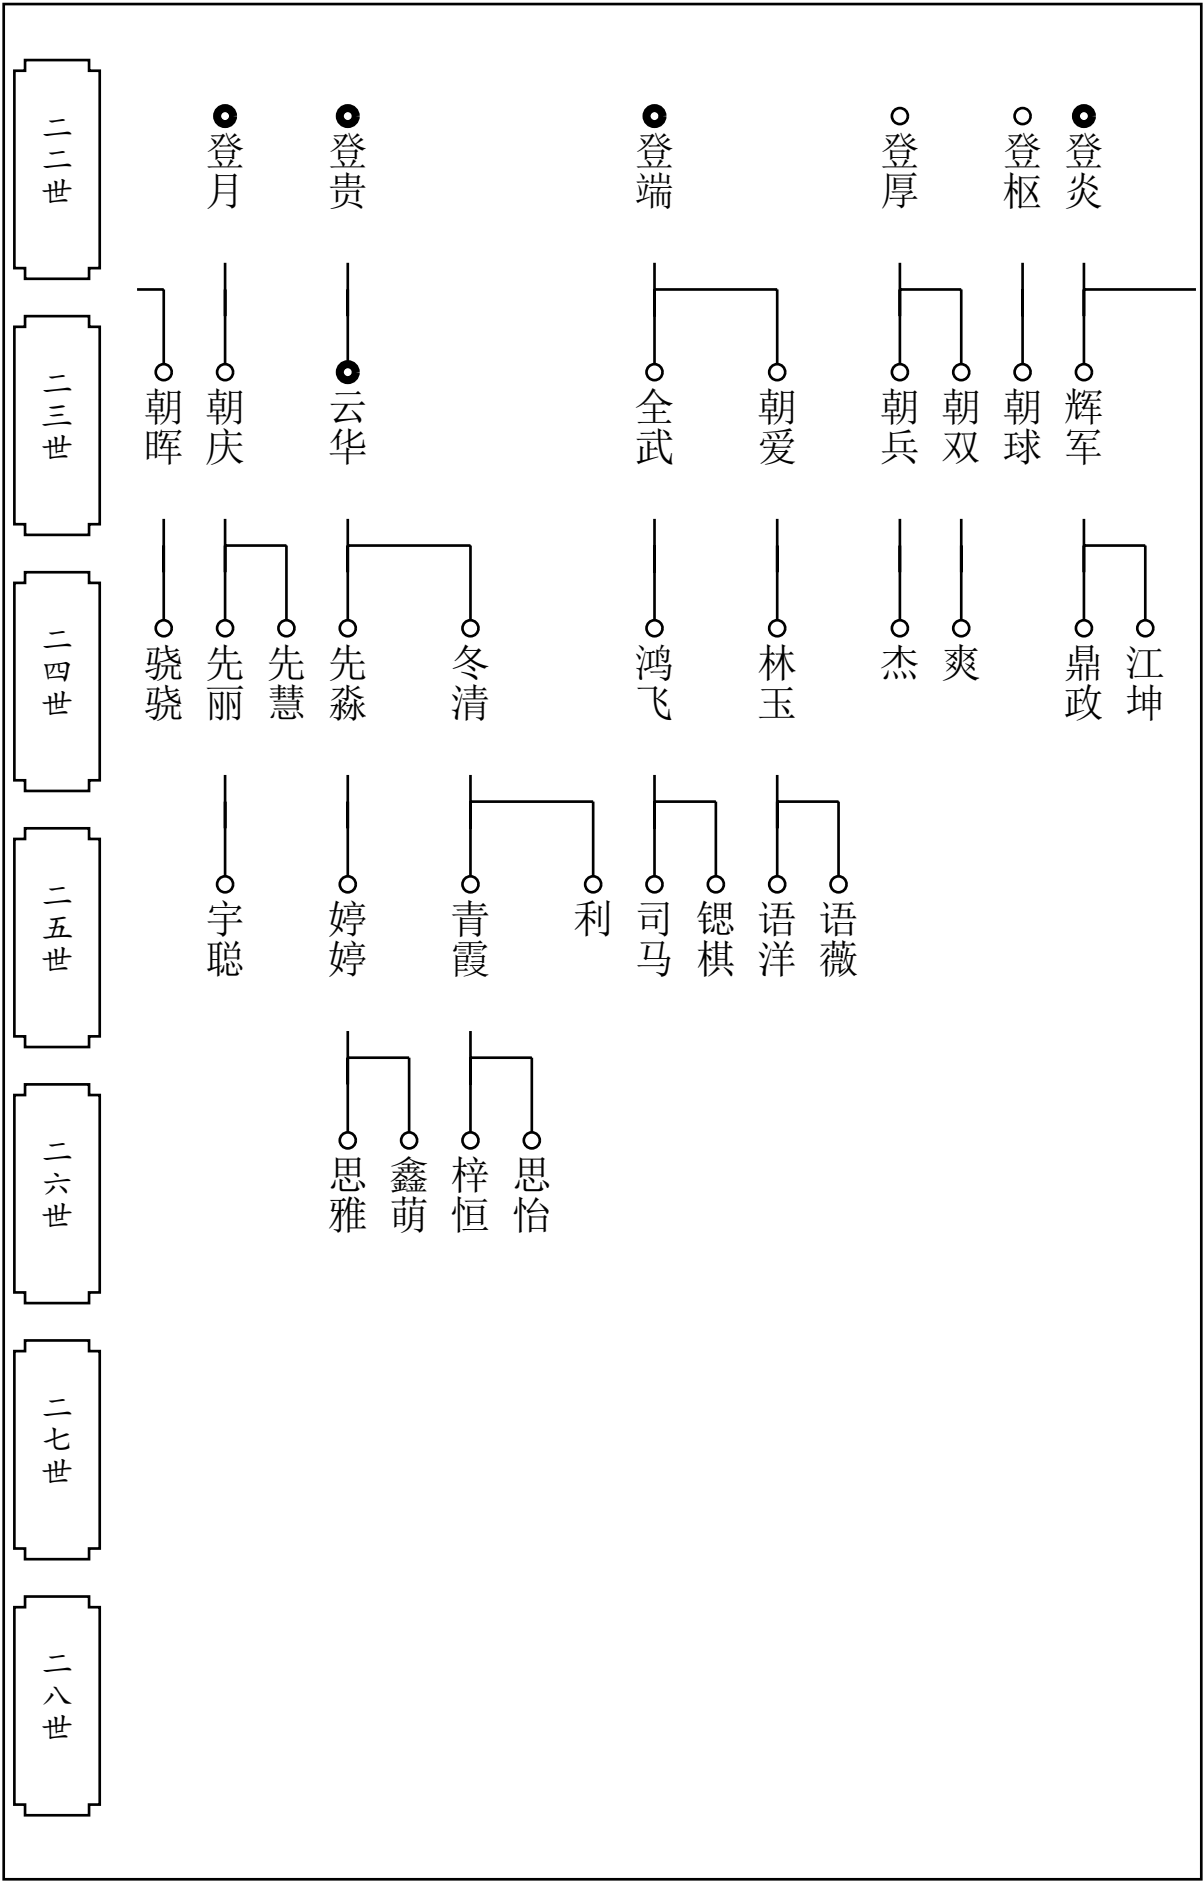 二二世
登月
登贵
登端
登厚
登枢
登炎
二三世
朝晖
朝庆
云华
全武
朝爱
朝兵
朝双
朝球
辉军
二四世
骁骁
先丽
先慧
先淼
冬清
鸿飞
林玉
杰
爽
鼎政
江坤
二五世
宇聪
婷婷
青霞
利
司马
锶棋
语洋
语薇
二六世
思雅
鑫萌
梓恒
思怡
二七世
二八世